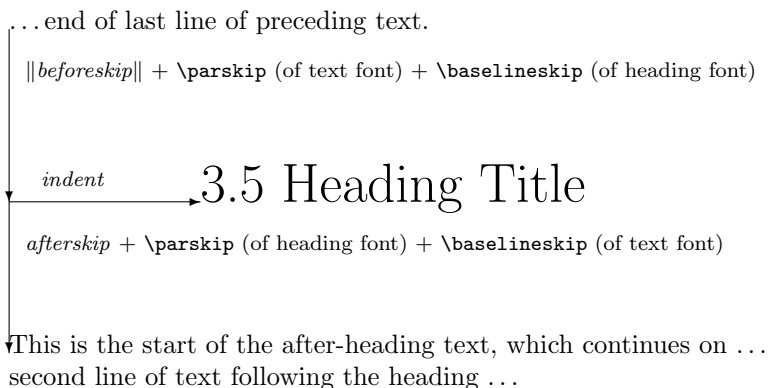 ...end of last line of preceding text.
‖beforeskip‖ + \parskip (of text font) + \baselineskip (of heading font)
indent
3.5 Heading Title
afterskip + \parskip (of heading font) + \baselineskip (of text font)
This is the start of the after-heading text, which continues on ...
second line of text following the heading ...